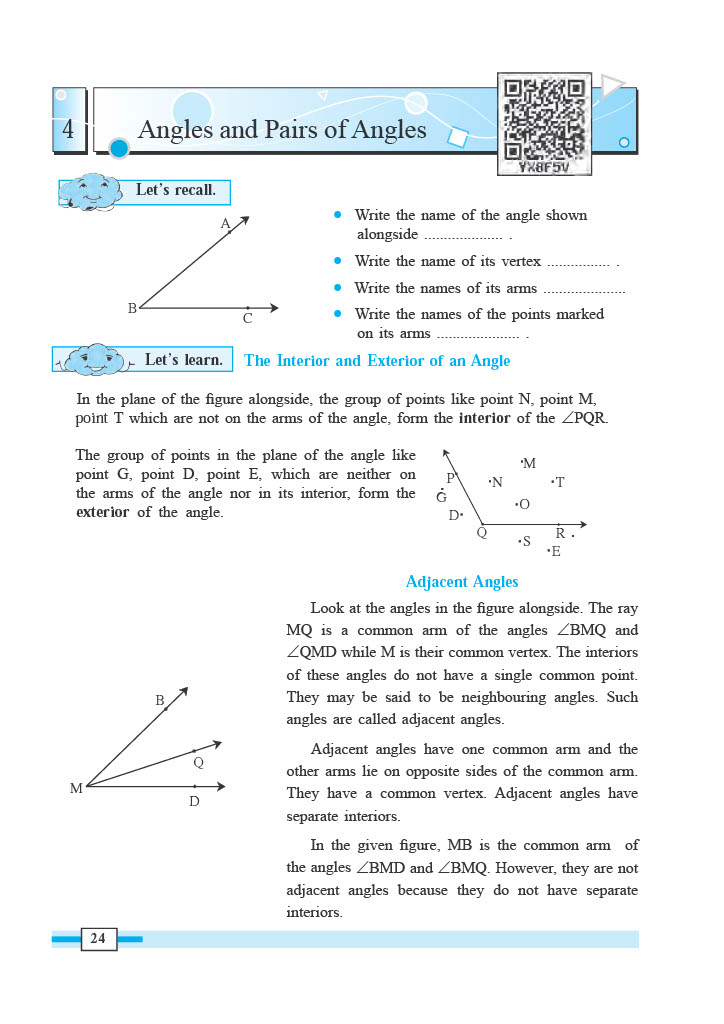 4
Angles and Pairs of Angles
YX8F5V
Let's recall.
A
B
C
• Write the name of the angle shown
alongside .................... .
• Write the name of its vertex ................ .
• Write the names of its arms .....................
• Write the names of the points marked
on its arms ..................... .
Let's learn.
The Interior and Exterior of an Angle
In the plane of the figure alongside, the group of points like point N, point M,
point T which are not on the arms of the angle, form the interior of the ∠PQR.
The group of points in the plane of the angle like
point G, point D, point E, which are neither on
the arms of the angle nor in its interior, form the
exterior of the angle.
M
P
N
T
G
O
D
Q
R
S
E
Adjacent Angles
Look at the angles in the figure alongside. The ray
MQ is a common arm of the angles ∠BMQ and
∠QMD while M is their common vertex. The interiors
of these angles do not have a single common point.
They may be said to be neighbouring angles. Such
angles are called adjacent angles.
B
Q
M
D
Adjacent angles have one common arm and the
other arms lie on opposite sides of the common arm.
They have a common vertex. Adjacent angles have
separate interiors.
In the given figure, MB is the common arm of
the angles ∠BMD and ∠BMQ. However, they are not
adjacent angles because they do not have separate
interiors.
24